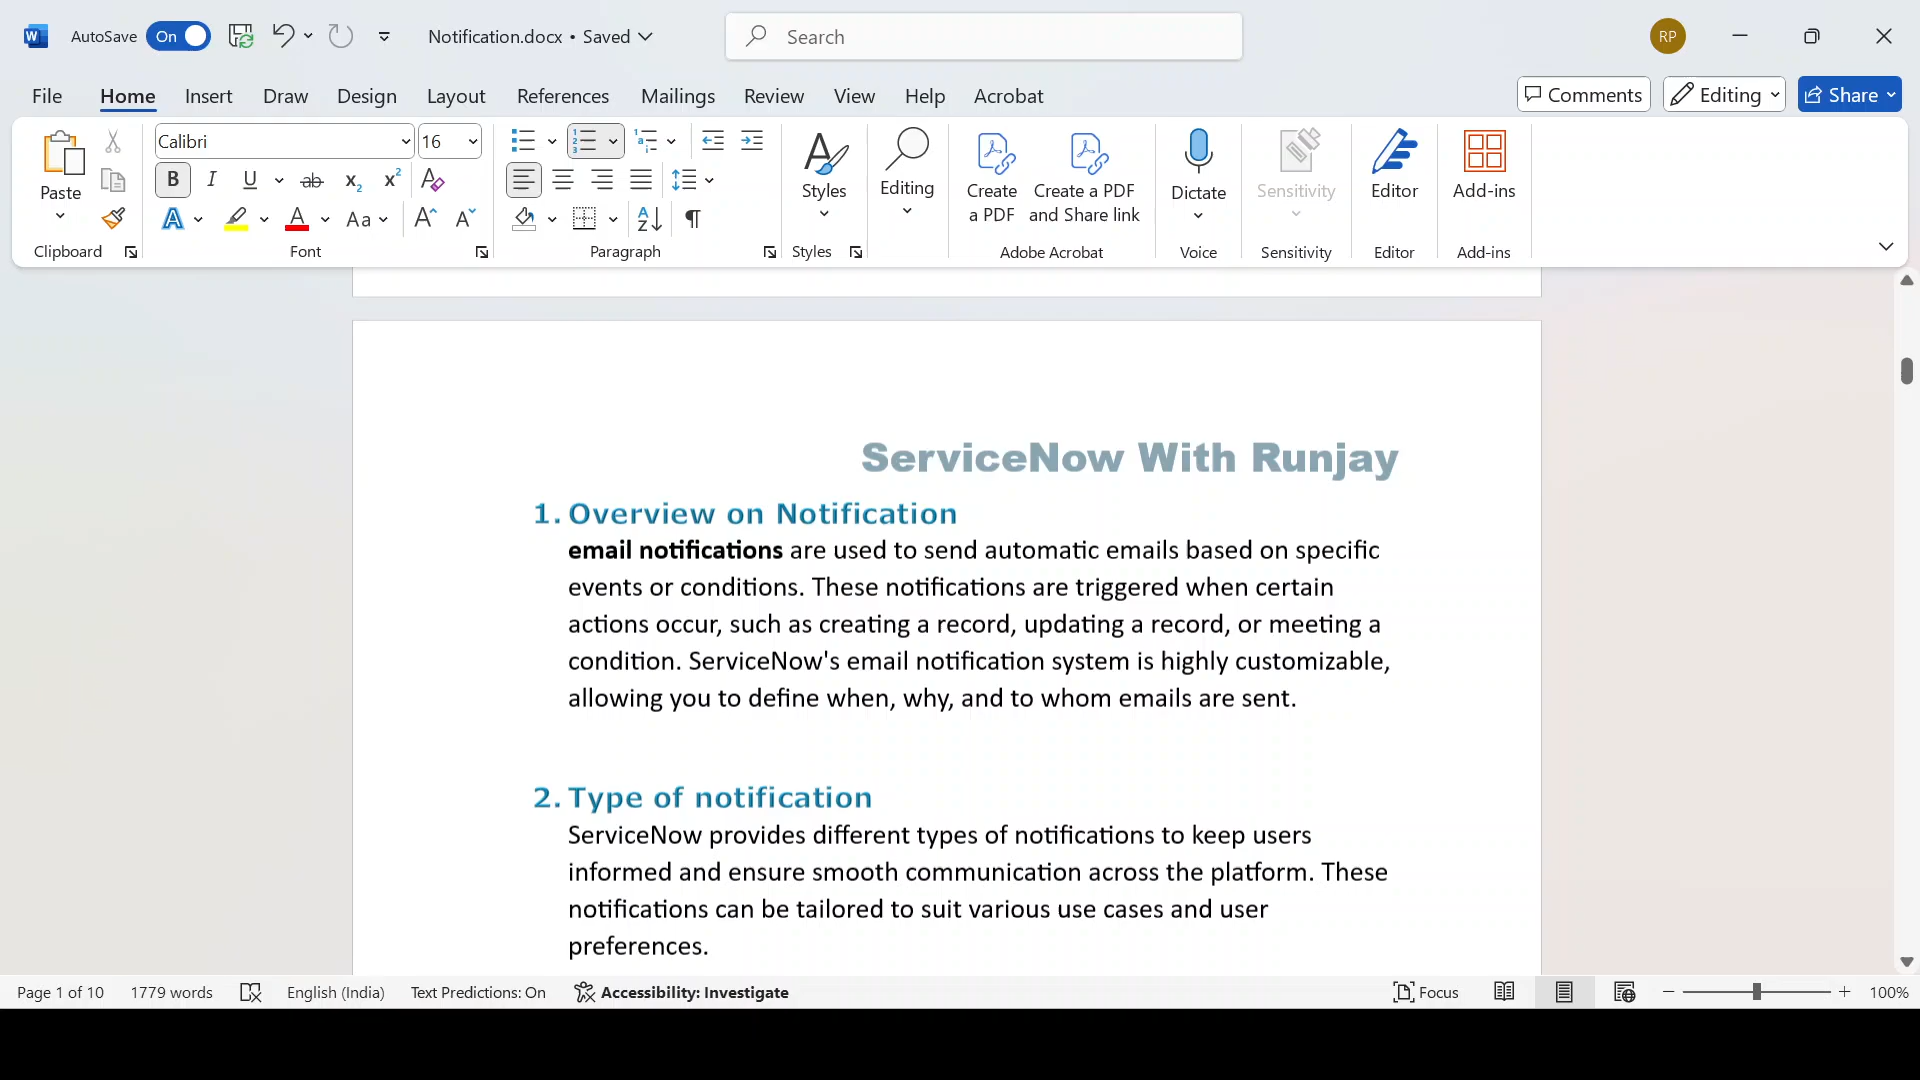 AutoSave On Notification.docx • Saved Search RP
File Home Insert Draw Design Layout References Mailings Review View Help Acrobat Comments Editing Share
Calibri 16
Paste
Styles Editing Create a PDF Create a PDF and Share link Dictate Sensitivity Editor Add-ins
Clipboard Font Paragraph Styles Adobe Acrobat Voice Sensitivity Editor Add-ins
ServiceNow With Runjay
1. Overview on Notification
email notifications are used to send automatic emails based on specific
events or conditions. These notifications are triggered when certain
actions occur, such as creating a record, updating a record, or meeting a
condition. ServiceNow's email notification system is highly customizable,
allowing you to define when, why, and to whom emails are sent.
2. Type of notification
ServiceNow provides different types of notifications to keep users
informed and ensure smooth communication across the platform. These
notifications can be tailored to suit various use cases and user
preferences.
Page 1 of 10 1779 words English (India) Text Predictions: On Accessibility: Investigate Focus 100%